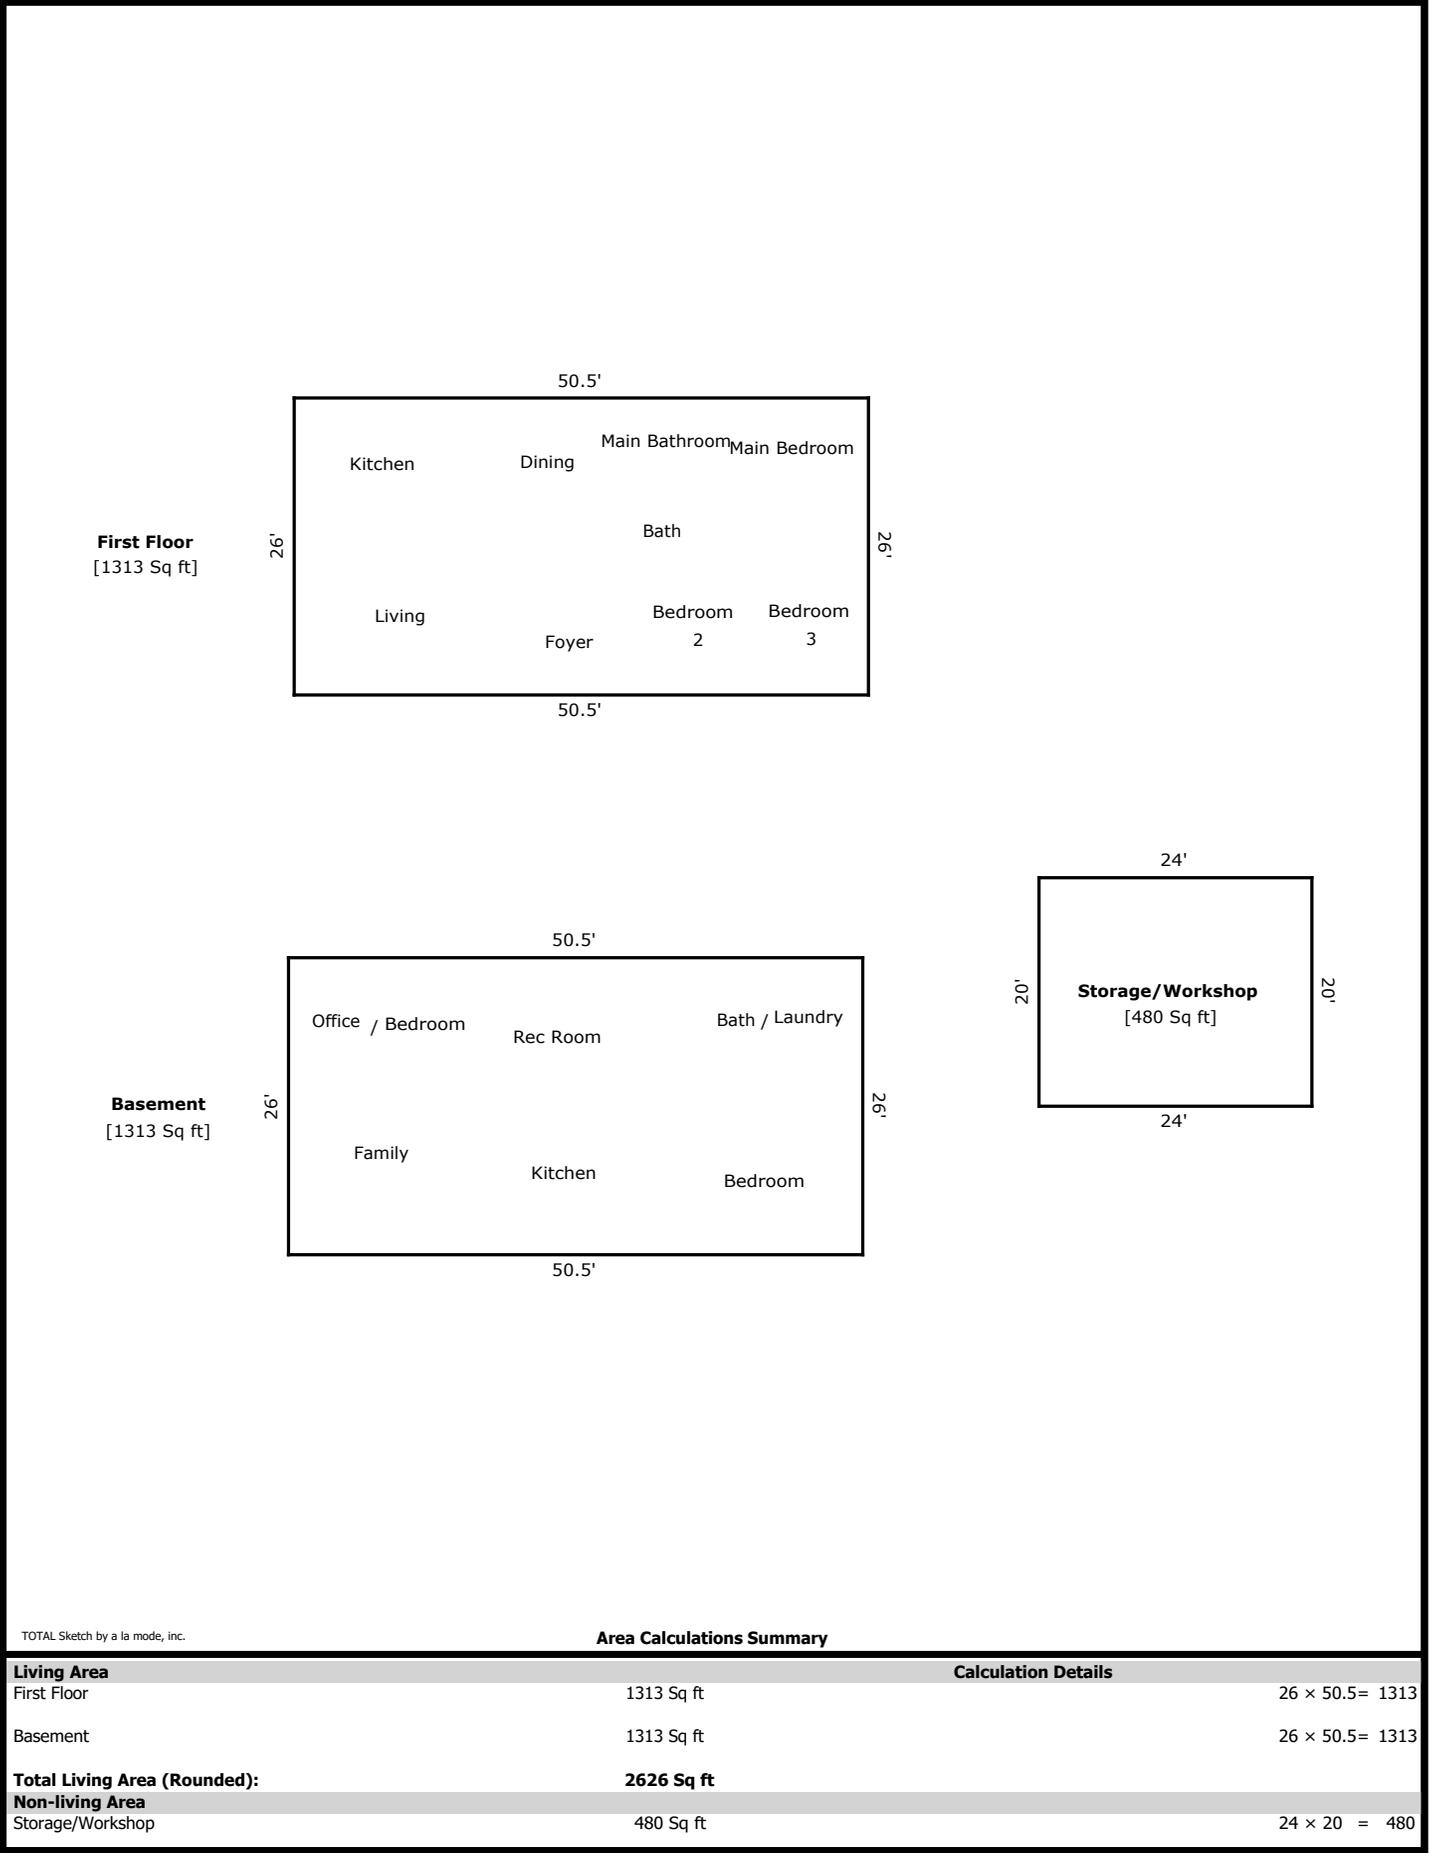 50.5'
Main Bathroom Main Bedroom
Kitchen Dining
Bath
First Floor
[1313 Sq ft]
26'
26'
Living
Bedroom 2
Bedroom 3
Foyer
50.5'
24'
20'
Storage/Workshop
[480 Sq ft]
20'
24'
50.5'
Office / Bedroom
Rec Room
Bath / Laundry
Basement
[1313 Sq ft]
26'
26'
Family
Kitchen
Bedroom
50.5'
TOTAL Sketch by a la mode, inc.
Area Calculations Summary
Living Area Calculation Details
First Floor 1313 Sq ft 26 × 50.5= 1313
Basement 1313 Sq ft 26 × 50.5= 1313
Total Living Area (Rounded): 2626 Sq ft
Non-living Area
Storage/Workshop 480 Sq ft 24 × 20 = 480